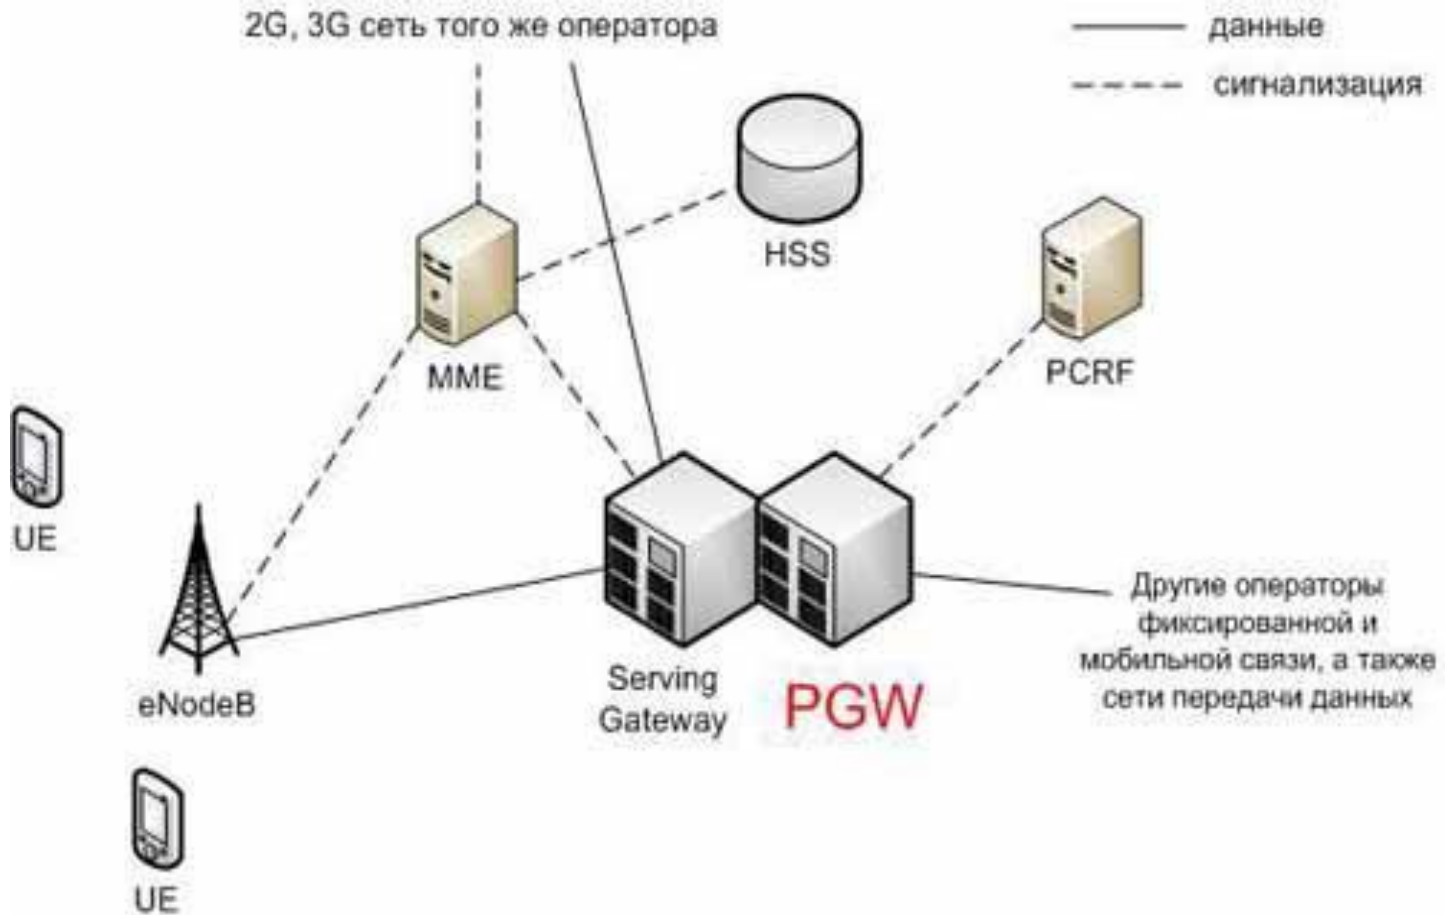 2G, 3G сеть того же оператора
данные
сигнализация
HSS
MME
PCRF
UE
eNodeB
Serving
Gateway
PGW
Другие операторы
фиксированной и
мобильной связи, а также
сети передачи данных
UE